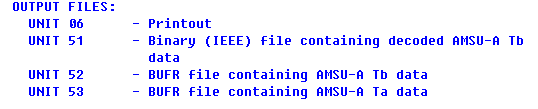 OUTPUT FILES:
UNIT 06 - Printout
UNIT 51 - Binary (IEEE) file containing decoded AMSU-A Tb
data
UNIT 52 - BUFR file containing AMSU-A Tb data
UNIT 53 - BUFR file containing AMSU-A Ta data